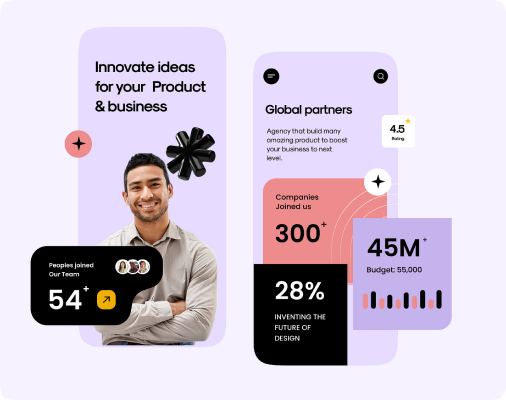 Innovate ideas
for your Product
& business
Peoples joined
Our Team
54+
Global partners
Agency that build many
amazing product to boost
your business to next
level.
4.5
Rating
Companies
Joined us
300+
45M+
Budget: 55,000
28%
INVENTING THE
FUTURE OF
DESIGN